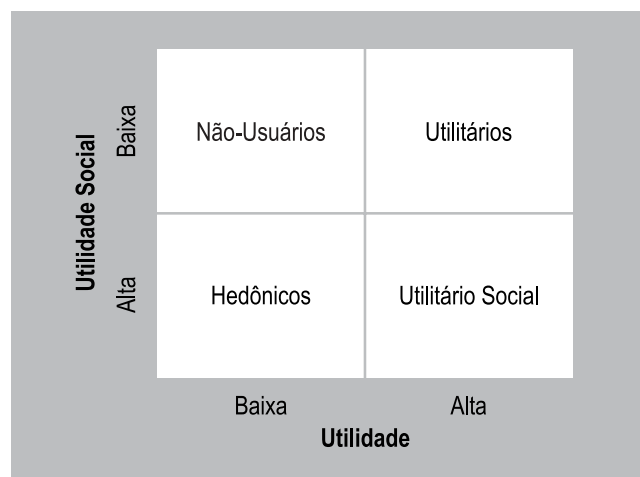 Utilidade Social
Baixa
Não-Usuários
Utilitários
Alta
Hedônicos
Utilitário Social
Baixa
Alta
Utilidade